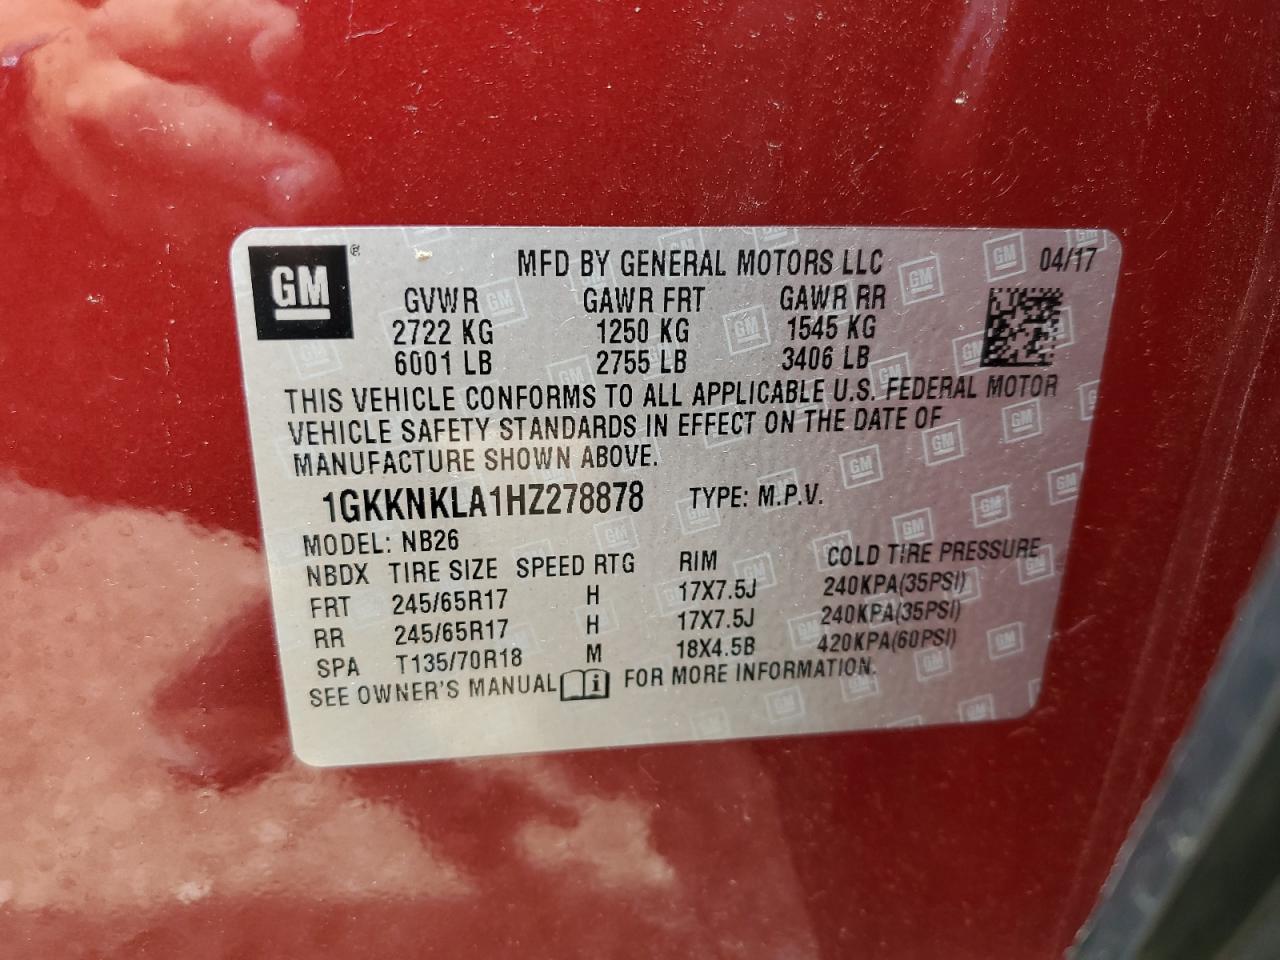 GM ® MFD BY GENERAL MOTORS LLC 04/17
GVWR GAWR FRT GAWR RR
2722 KG 1250 KG 1545 KG
6001 LB 2755 LB 3406 LB
THIS VEHICLE CONFORMS TO ALL APPLICABLE U.S. FEDERAL MOTOR
VEHICLE SAFETY STANDARDS IN EFFECT ON THE DATE OF
MANUFACTURE SHOWN ABOVE.
1GKKNKLA1HZ278878 TYPE: M.P.V.
MODEL: NB26
NBDX TIRE SIZE SPEED RTG RIM COLD TIRE PRESSURE
FRT 245/65R17 H 17X7.5J 240KPA(35PSI)
RR 245/65R17 H 17X7.5J 240KPA(35PSI)
SPA T135/70R18 M 18X4.5B 420KPA(60PSI)
SEE OWNER'S MANUAL i FOR MORE INFORMATION.